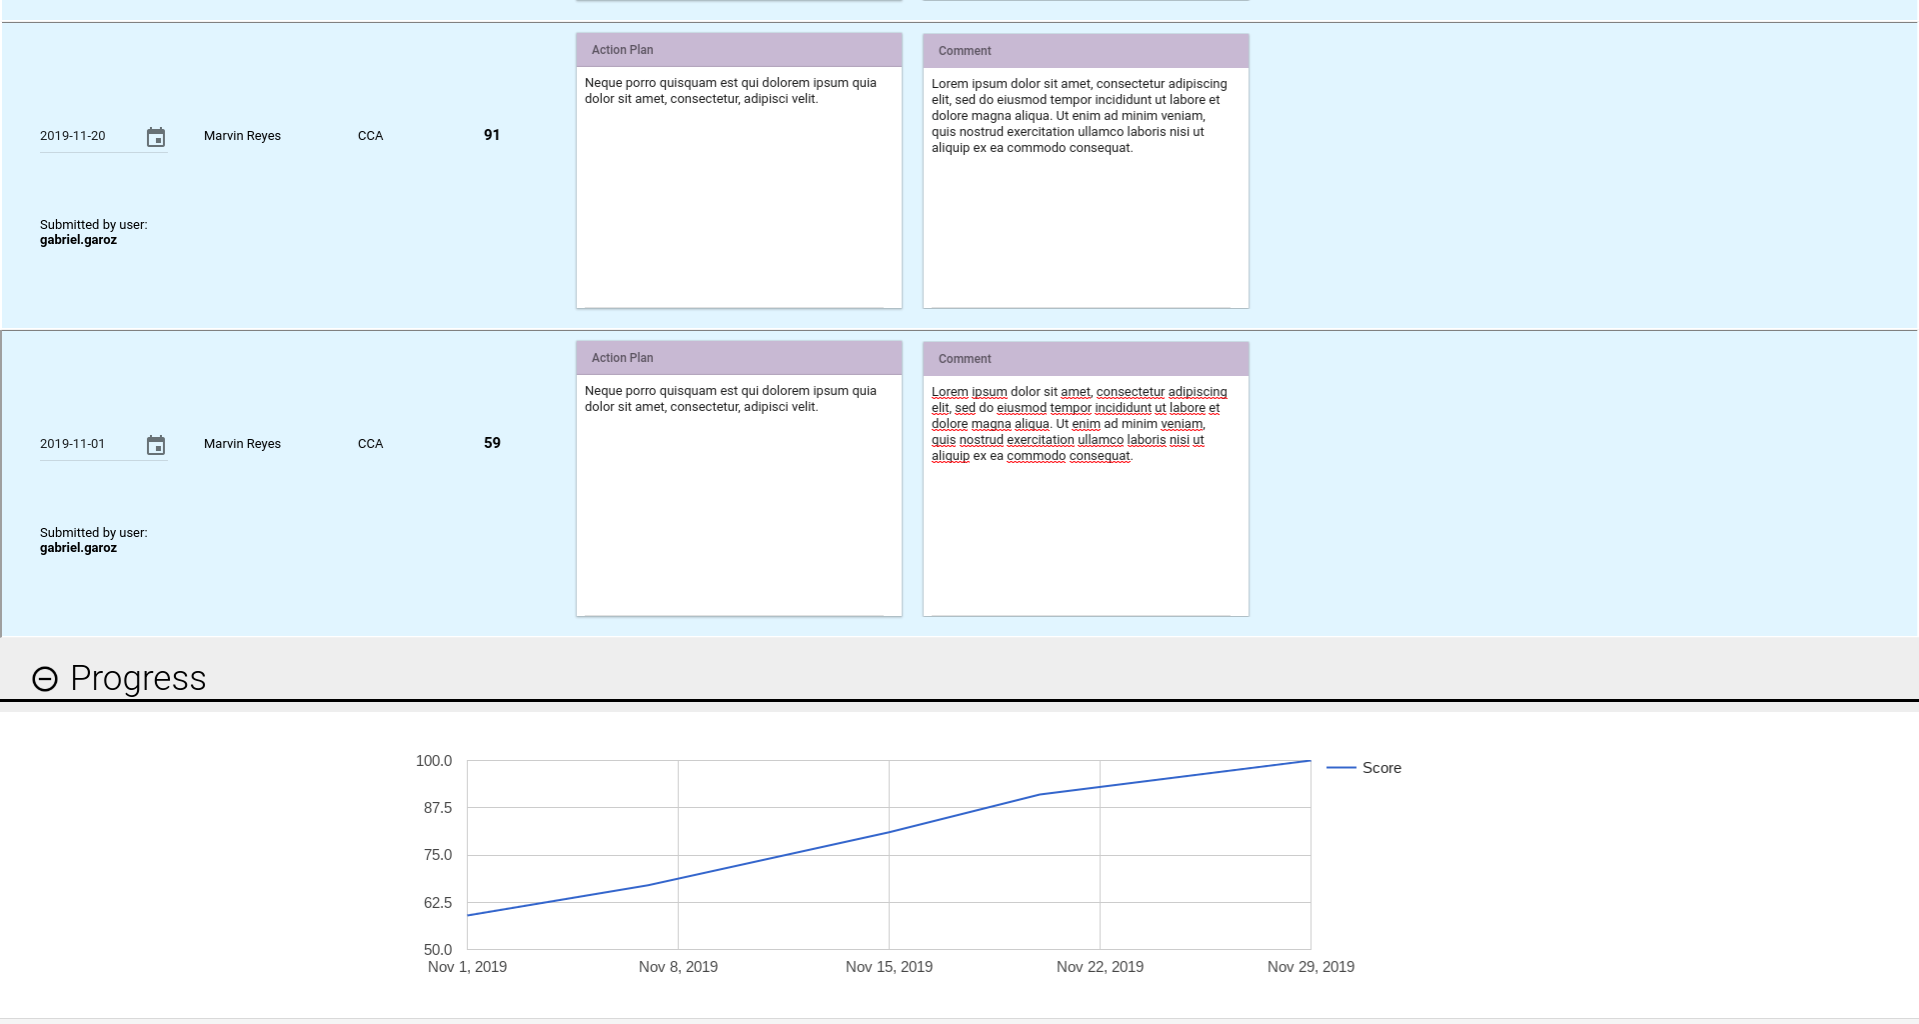 Action Plan
Neque porro quisquam est qui dolorem ipsum quia
dolor sit amet, consectetur, adipisci velit.
Comment
Lorem ipsum dolor sit amet, consectetur adipiscing
elit, sed do eiusmod tempor incididunt ut labore et
dolore magna aliqua. Ut enim ad minim veniam,
quis nostrud exercitation ullamco laboris nisi ut
aliquip ex ea commodo consequat.
2019-11-20 Marvin Reyes CCA 91
Submitted by user:
gabriel.garoz
Action Plan
Neque porro quisquam est qui dolorem ipsum quia
dolor sit amet, consectetur, adipisci velit.
Comment
Lorem ipsum dolor sit amet, consectetur adipiscing
elit, sed do eiusmod tempor incididunt ut labore et
dolore magna aliqua. Ut enim ad minim veniam,
quis nostrud exercitation ullamco laboris nisi ut
aliquip ex ea commodo consequat.
2019-11-01 Marvin Reyes CCA 59
Submitted by user:
gabriel.garoz
Progress
100.0
87.5
75.0
62.5
50.0
Nov 1, 2019 Nov 8, 2019 Nov 15, 2019 Nov 22, 2019 Nov 29, 2019
Score